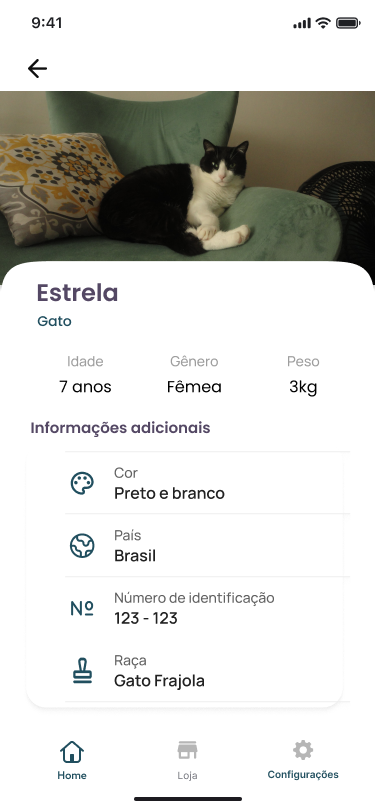 9:41
Estrela
Gato
Idade Gênero Peso
7 anos Fêmea 3kg
Informações adicionais
Cor
Preto e branco
País
Brasil
Nº
Número de identificação
123 - 123
Raça
Gato Frajola
Home Loja Configurações